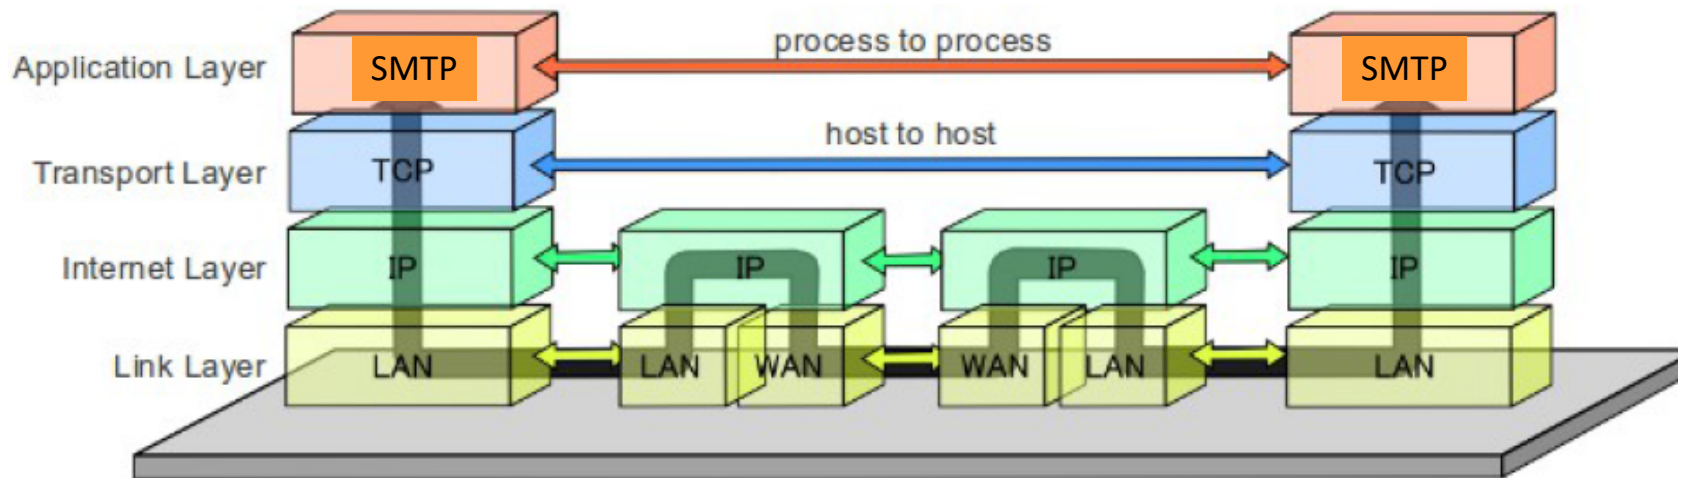 process to process
Application Layer SMTP SMTP
host to host
Transport Layer TCP TCP
Internet Layer IP IP IP IP
Link Layer LAN LAN WAN WAN LAN LAN